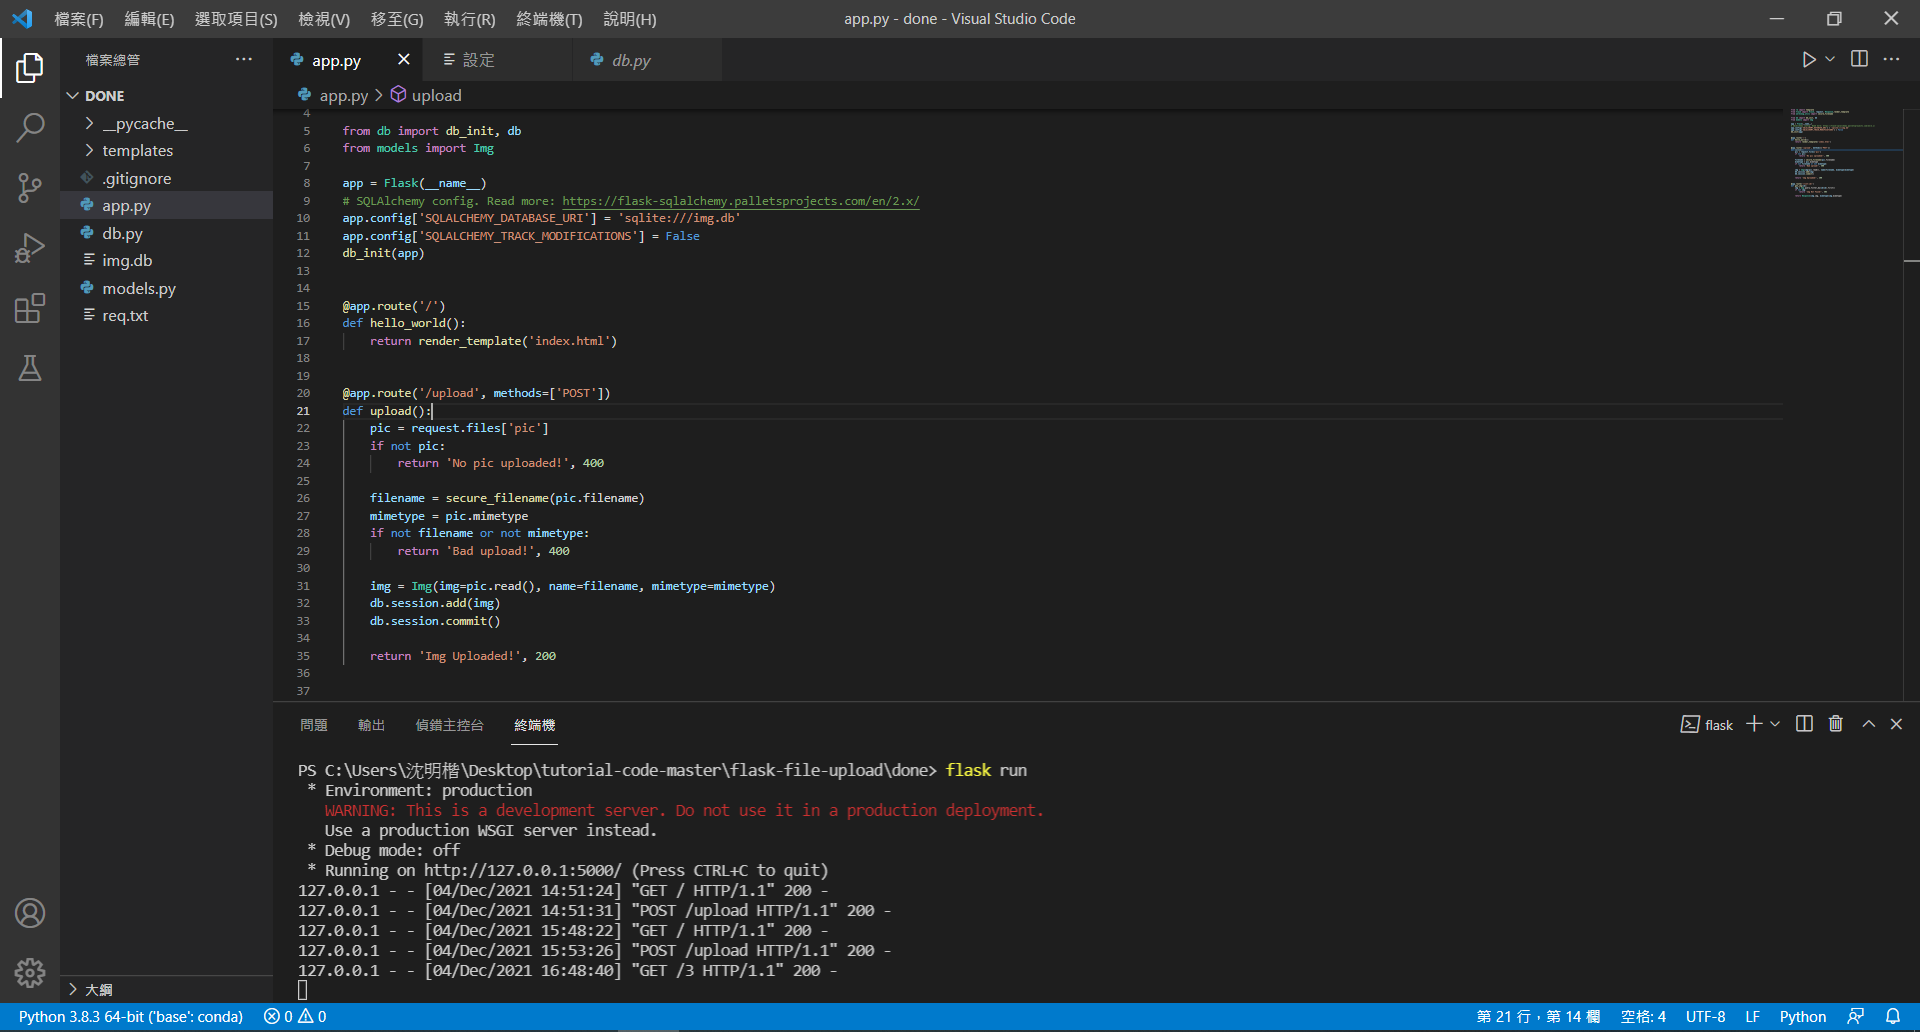 檔案(F) 編輯(E) 選取項目(S) 檢視(V) 移至(G) 執行(R) 終端機(T) 說明(H) app.py - done - Visual Studio Code
檔案總管 ···
DONE
__pycache__
templates
.gitignore
app.py
db.py
img.db
models.py
req.txt
大綱
app.py 設定 db.py
app.py > upload
4
5 from db import db_init, db
6 from models import Img
7
8 app = Flask(__name__)
9 # SQLAlchemy config. Read more: https://flask-sqlalchemy.palletsprojects.com/en/2.x/
10 app.config['SQLALCHEMY_DATABASE_URI'] = 'sqlite:///img.db'
11 app.config['SQLALCHEMY_TRACK_MODIFICATIONS'] = False
12 db_init(app)
13
14
15 @app.route('/')
16 def hello_world():
17     return render_template('index.html')
18
19
20 @app.route('/upload', methods=['POST'])
21 def upload():
22     pic = request.files['pic']
23     if not pic:
24         return 'No pic uploaded!', 400
25
26     filename = secure_filename(pic.filename)
27     mimetype = pic.mimetype
28     if not filename or not mimetype:
29         return 'Bad upload!', 400
30
31     img = Img(img=pic.read(), name=filename, mimetype=mimetype)
32     db.session.add(img)
33     db.session.commit()
34
35     return 'Img Uploaded!', 200
36
37
問題 輸出 偵錯主控台 終端機 flask
PS C:\Users\沈明楷\Desktop\tutorial-code-master\flask-file-upload\done> flask run
 * Environment: production
   WARNING: This is a development server. Do not use it in a production deployment.
   Use a production WSGI server instead.
 * Debug mode: off
 * Running on http://127.0.0.1:5000/ (Press CTRL+C to quit)
127.0.0.1 - - [04/Dec/2021 14:51:24] "GET / HTTP/1.1" 200 -
127.0.0.1 - - [04/Dec/2021 14:51:31] "POST /upload HTTP/1.1" 200 -
127.0.0.1 - - [04/Dec/2021 15:48:22] "GET / HTTP/1.1" 200 -
127.0.0.1 - - [04/Dec/2021 15:53:26] "POST /upload HTTP/1.1" 200 -
127.0.0.1 - - [04/Dec/2021 16:48:40] "GET /3 HTTP/1.1" 200 -
Python 3.8.3 64-bit ('base': conda) 0 0 第 21 行，第 14 欄 空格: 4 UTF-8 LF Python